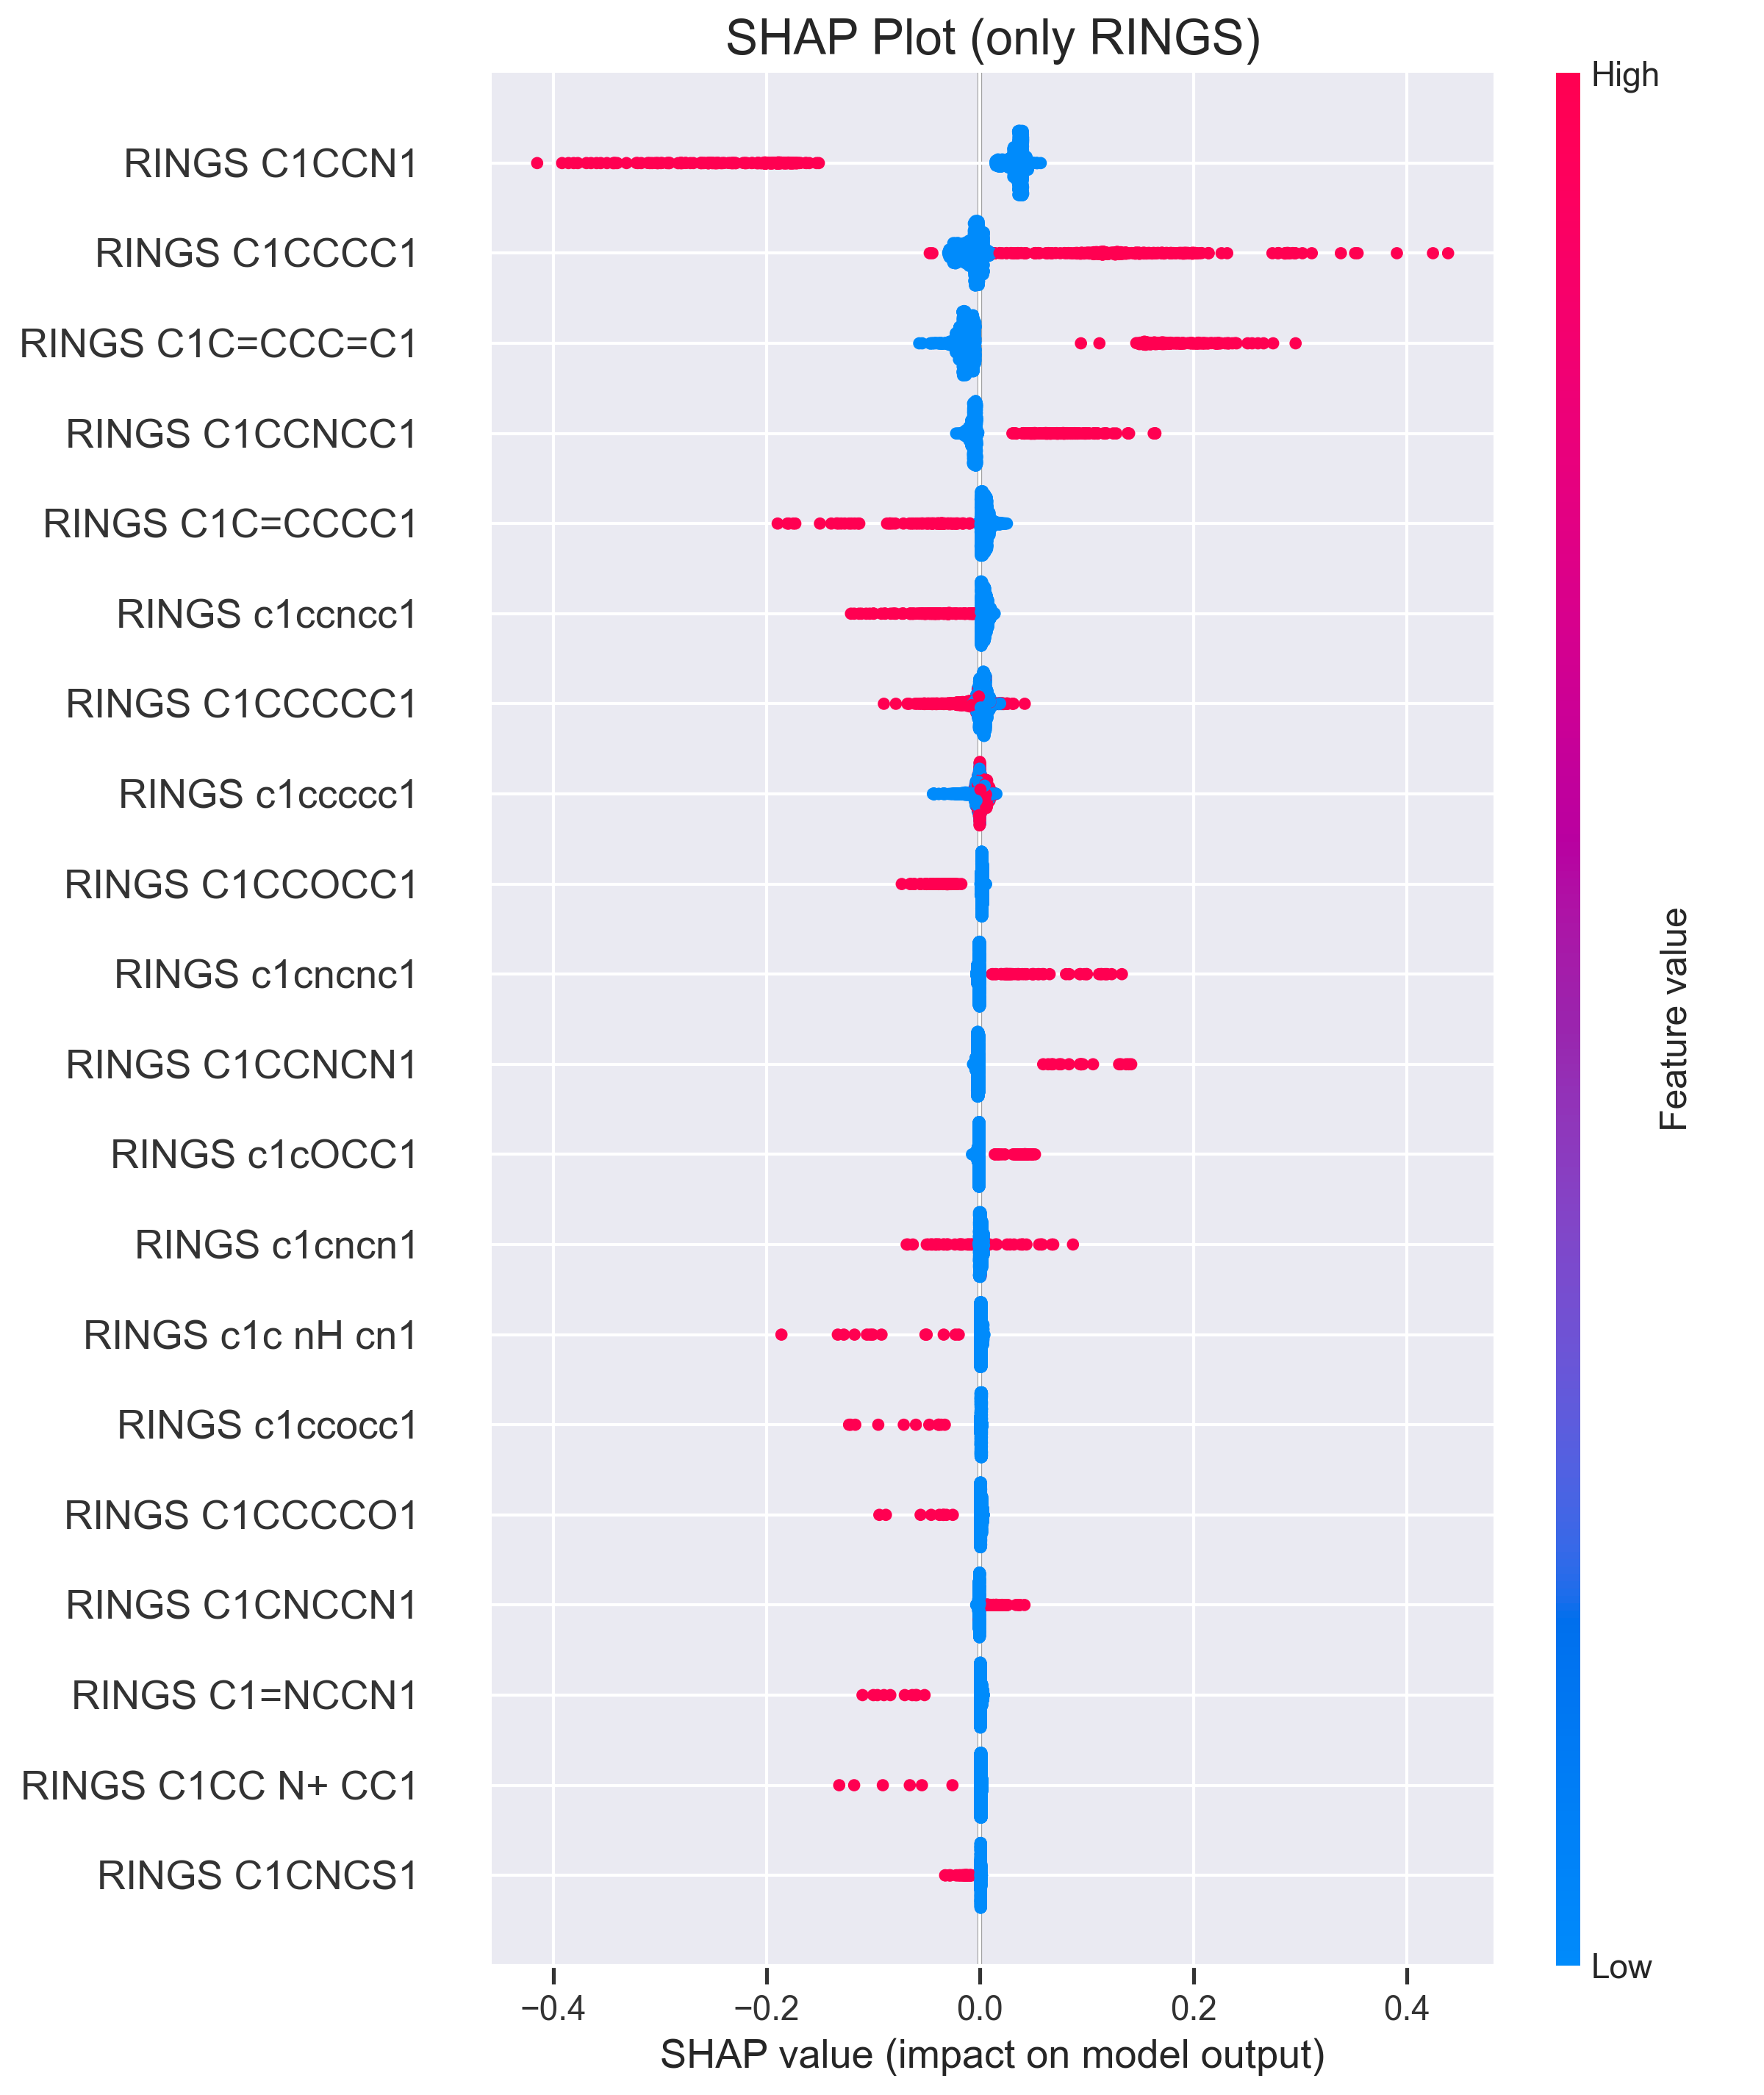 SHAP Plot (only RINGS)
High
RINGS C1CCN1
RINGS C1CCCC1
RINGS C1C=CCC=C1
RINGS C1CCNCC1
RINGS C1C=CCCC1
RINGS c1ccncc1
RINGS C1CCCCC1
RINGS c1ccccc1
RINGS C1CCOCC1
RINGS c1cncnc1
RINGS C1CCNCN1
RINGS c1cOCC1
RINGS c1cncn1
RINGS c1c nH cn1
RINGS c1ccocc1
RINGS C1CCCCO1
RINGS C1CNCCN1
RINGS C1=NCCN1
RINGS C1CC N+ CC1
RINGS C1CNCS1
Feature value
Low
−0.4 −0.2 0.0 0.2 0.4
SHAP value (impact on model output)